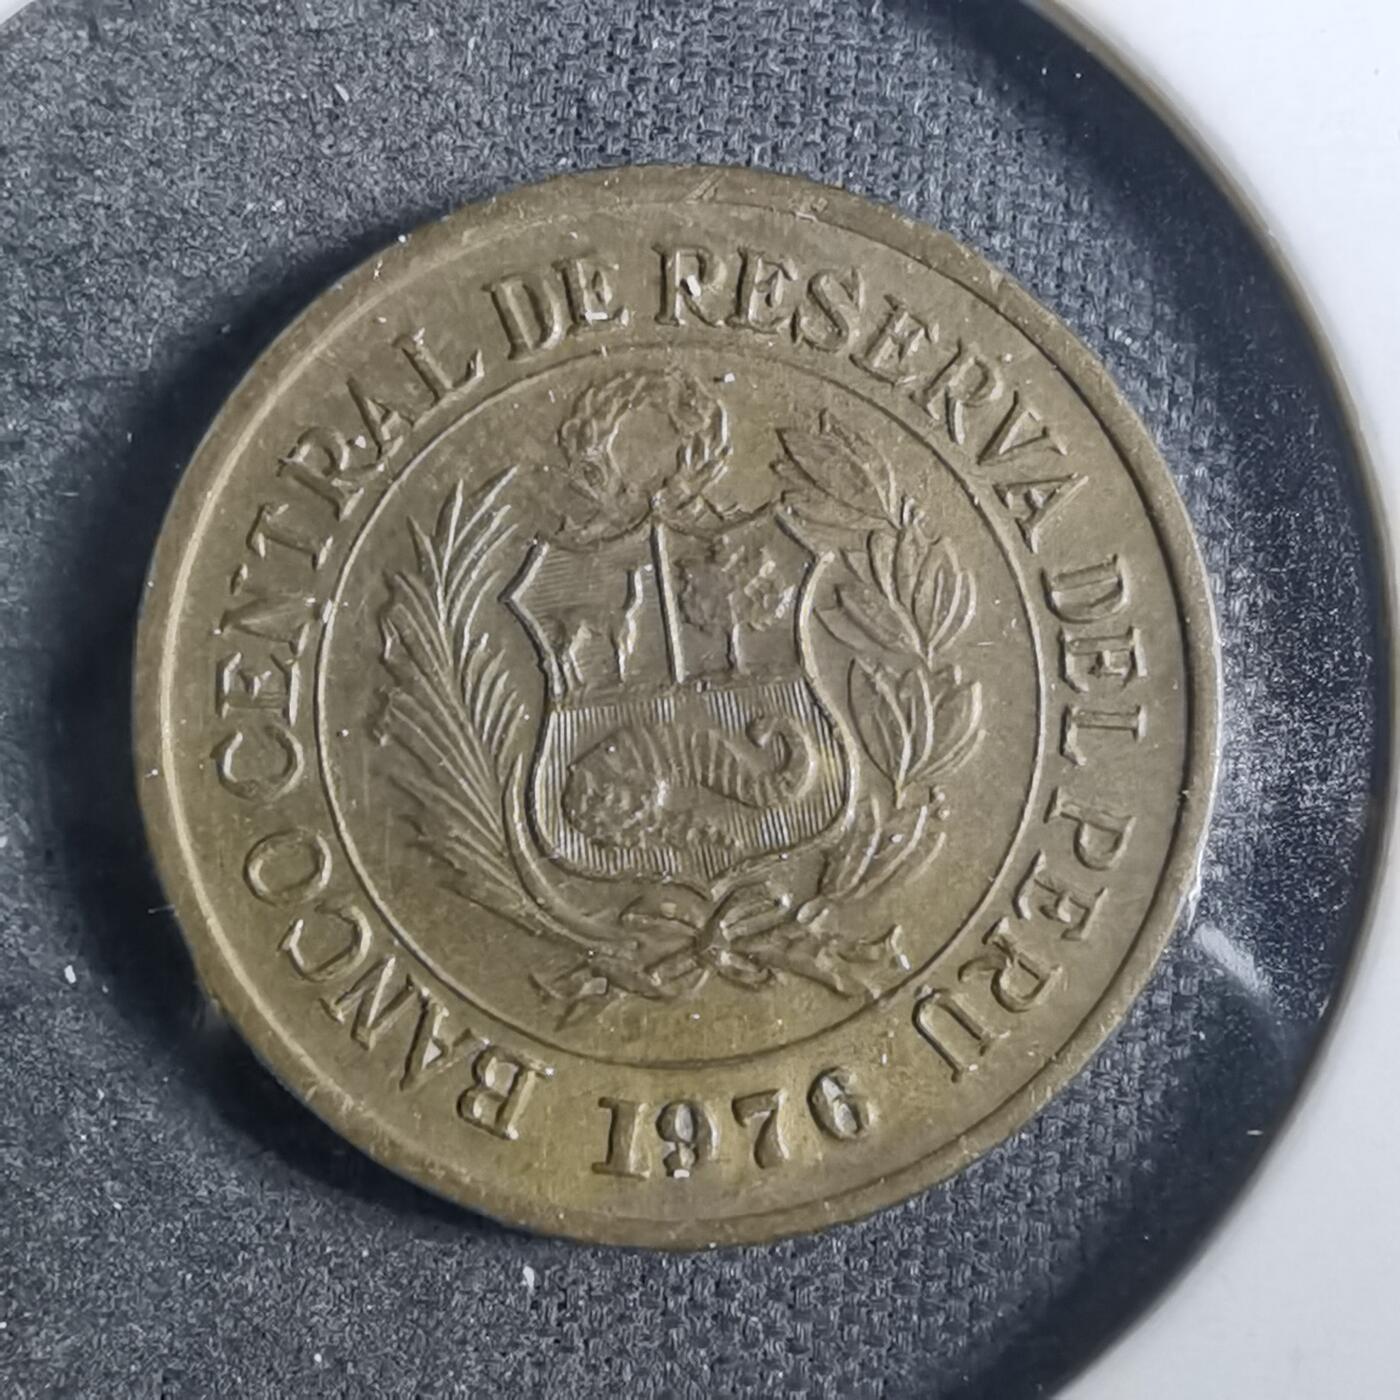 BANCO CENTRAL DE RESERVA DEL PERU
1976